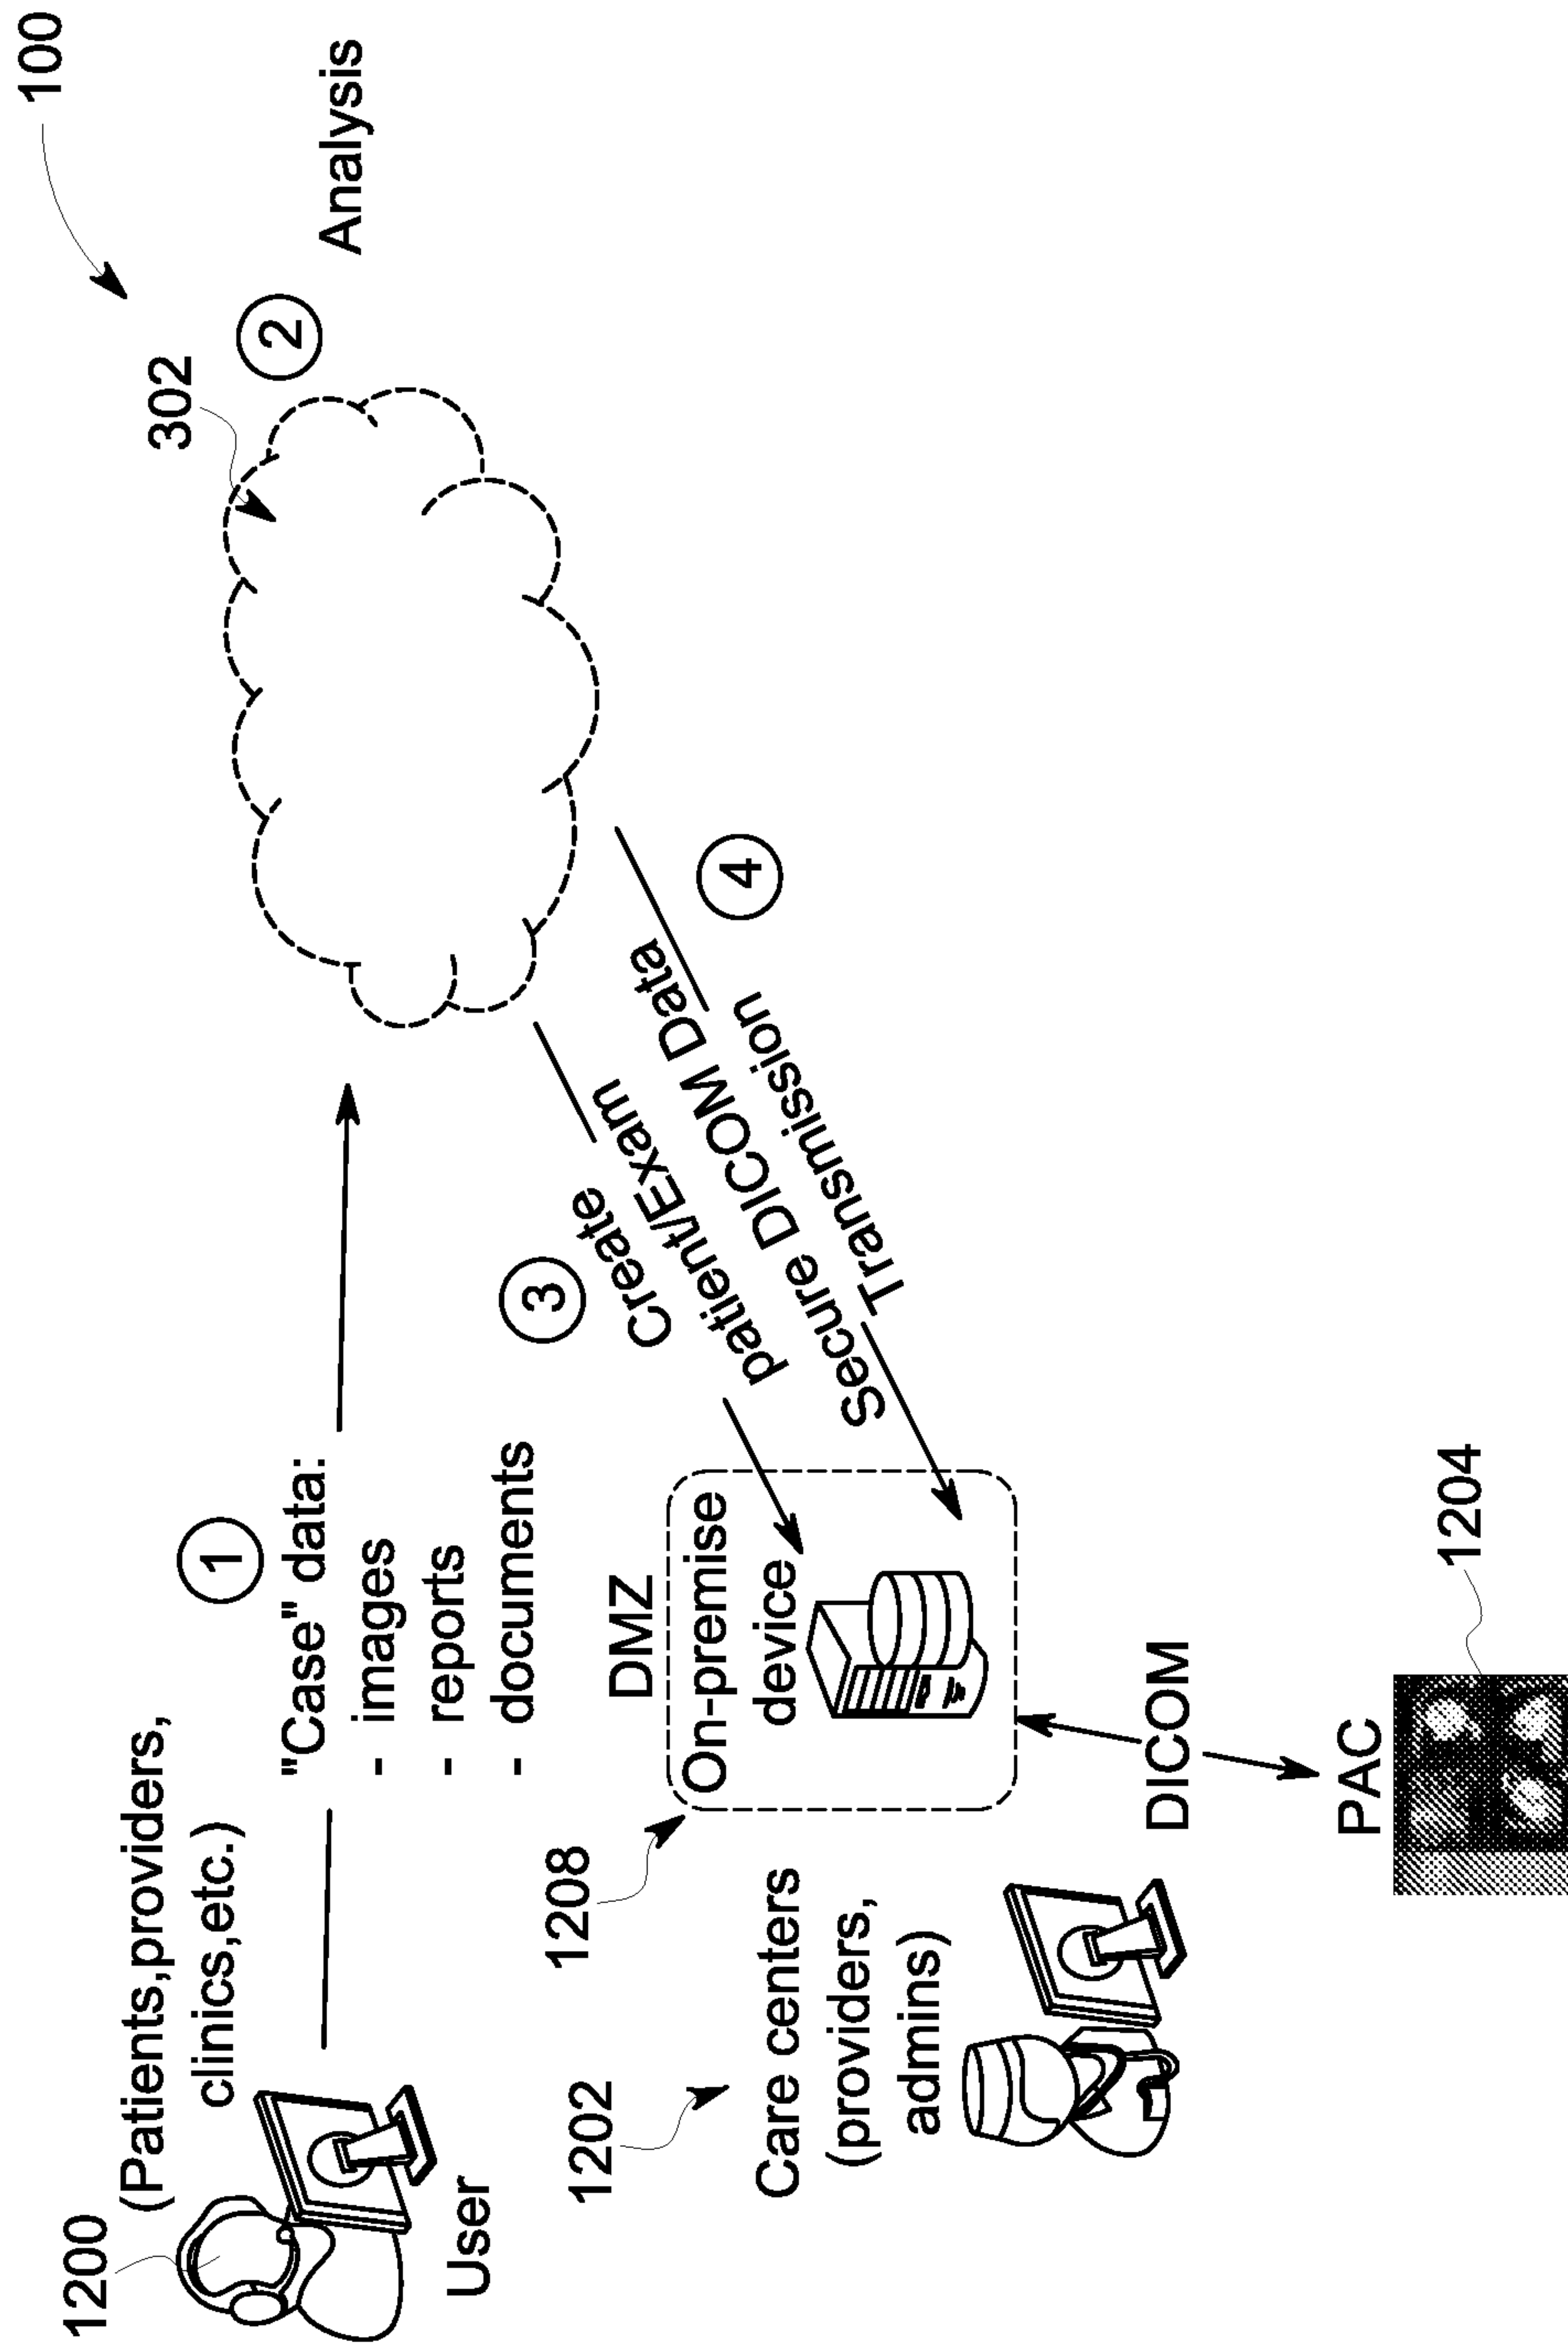 100
1200
(Patients,providers,
clinics,etc.)
User
1
"Case" data:
- images
- reports
- documents
302
2
Analysis
3
Create
patient/Exam
4
Secure DICOM Data
Transmission
1208
DMZ
On-premise
device
1202
Care centers
(providers,
admins)
DICOM
PAC
1204